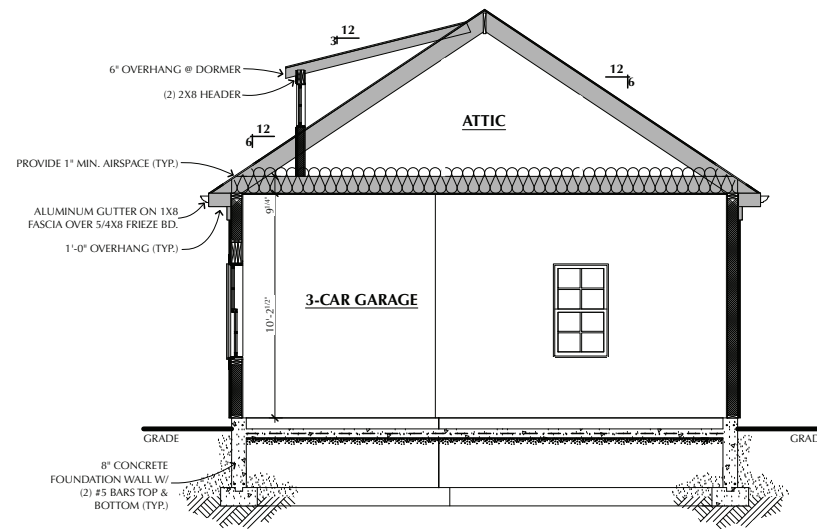 12
3
6" OVERHANG @ DORMER
(2) 2X8 HEADER
12
6
ATTIC
12
6
PROVIDE 1" MIN. AIRSPACE (TYP.)
9 1/4"
ALUMINUM GUTTER ON 1X8
FASCIA OVER 5/4X8 FRIEZE BD.
1'-0" OVERHANG (TYP.)
3-CAR GARAGE
10'-2 1/2"
GRADE
GRAD
8" CONCRETE
FOUNDATION WALL W/
(2) #5 BARS TOP &
BOTTOM (TYP.)